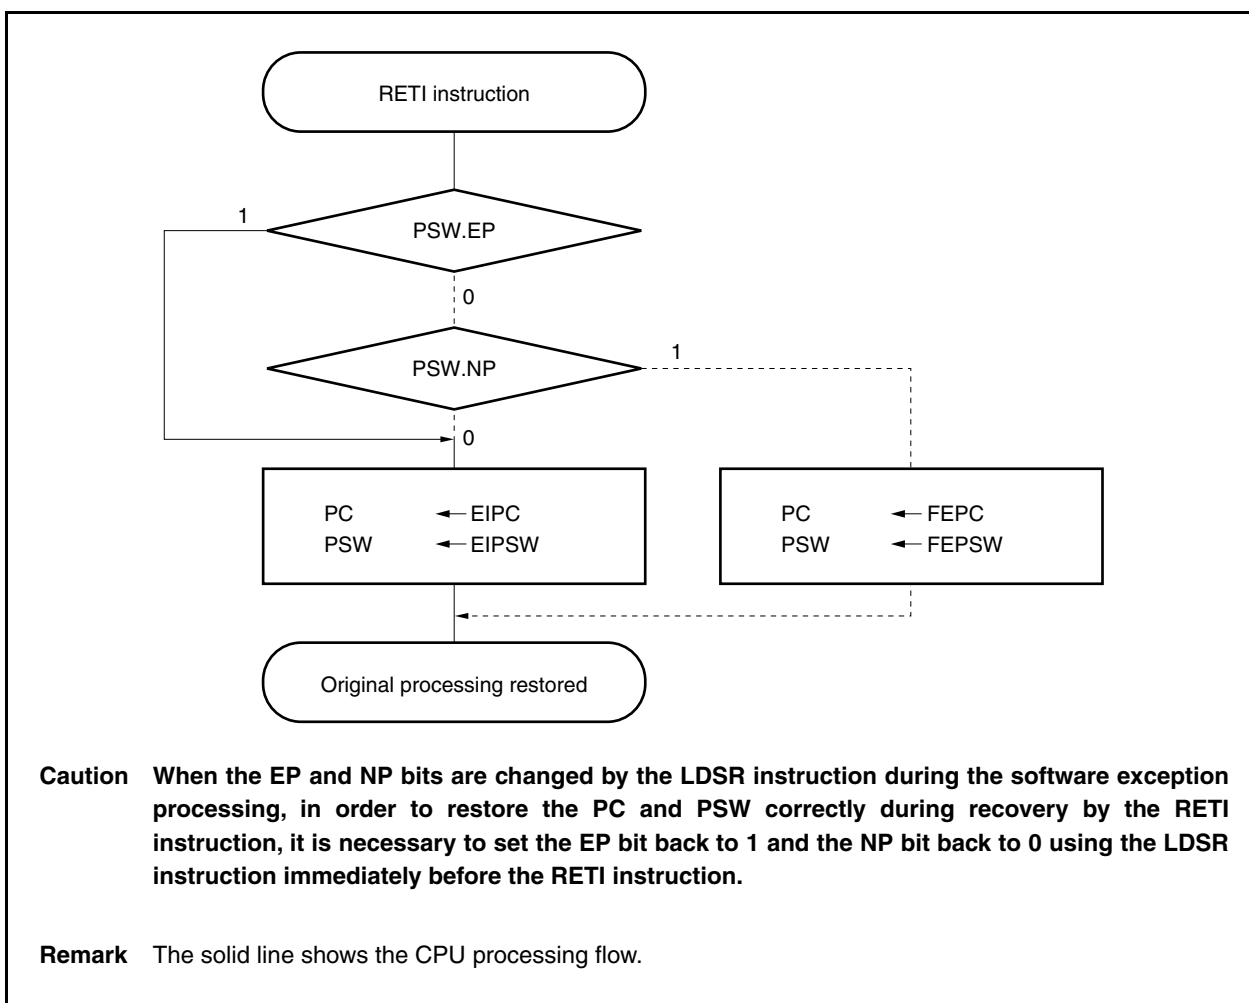 RETI instruction
1
PSW.EP
0
PSW.NP
1
0
PC ← EIPC
PSW ← EIPSW
PC ← FEPC
PSW ← FEPSW
Original processing restored
Caution When the EP and NP bits are changed by the LDSR instruction during the software exception
processing, in order to restore the PC and PSW correctly during recovery by the RETI
instruction, it is necessary to set the EP bit back to 1 and the NP bit back to 0 using the LDSR
instruction immediately before the RETI instruction.
Remark The solid line shows the CPU processing flow.